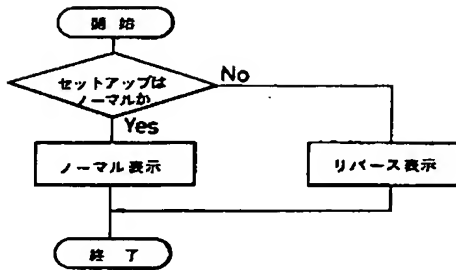 開始
セットアップは
ノーマルか
No
Yes
ノーマル表示
リバース表示
終了